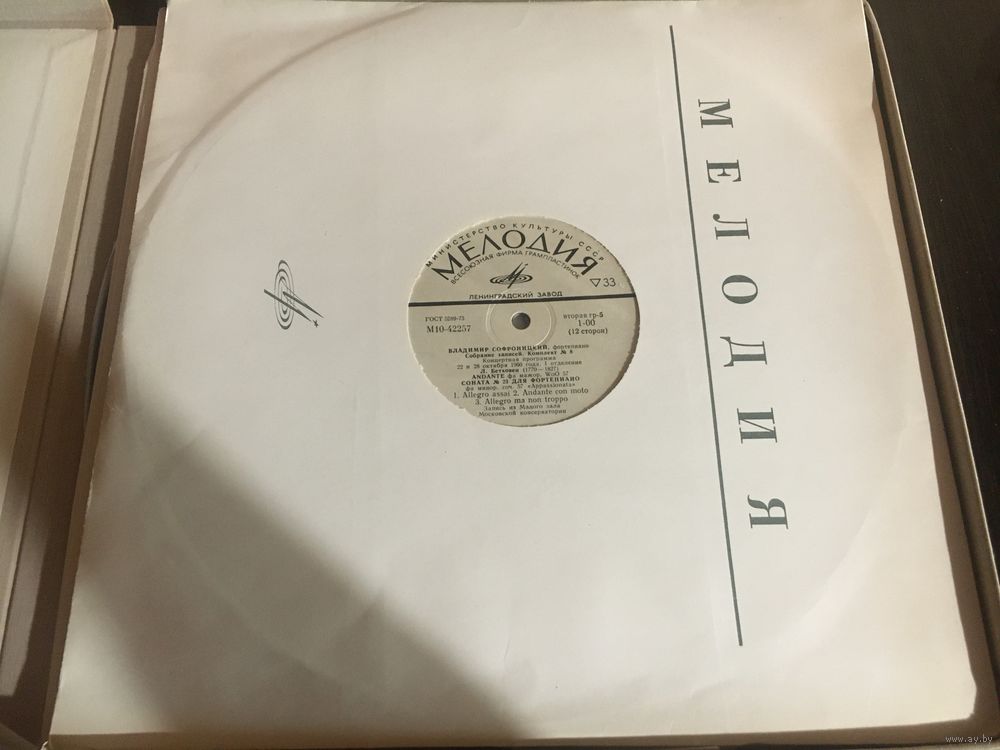 МЕЛОДИЯ
МИНИСТЕРСТВО КУЛЬТУРЫ СССР
МЕЛОДИЯ
ВСЕСОЮЗНАЯ ФИРМА ГРАМПЛАСТИНОК
33
ЛЕНИНГРАДСКИЙ ЗАВОД
ГОСТ 5289-73
М10-42257
вторая гр-5
1-00
(12 сторон)
ВЛАДИМИР СОФРОНИЦКИЙ, фортепиано
Собрание записей. Комплект № 8
Концертная программа
22 и 28 октября 1960 года. I отделение
Л. Бетховен (1770—1827)
ANDANTE фа мажор, WoO 57
СОНАТА № 23 ДЛЯ ФОРТЕПИАНО
фа минор, соч. 57 «Appassionata»
1. Allegro assai 2. Andante con moto
3. Allegro ma non troppo
Запись из Малого зала
Московской консерватории
www.ay.by